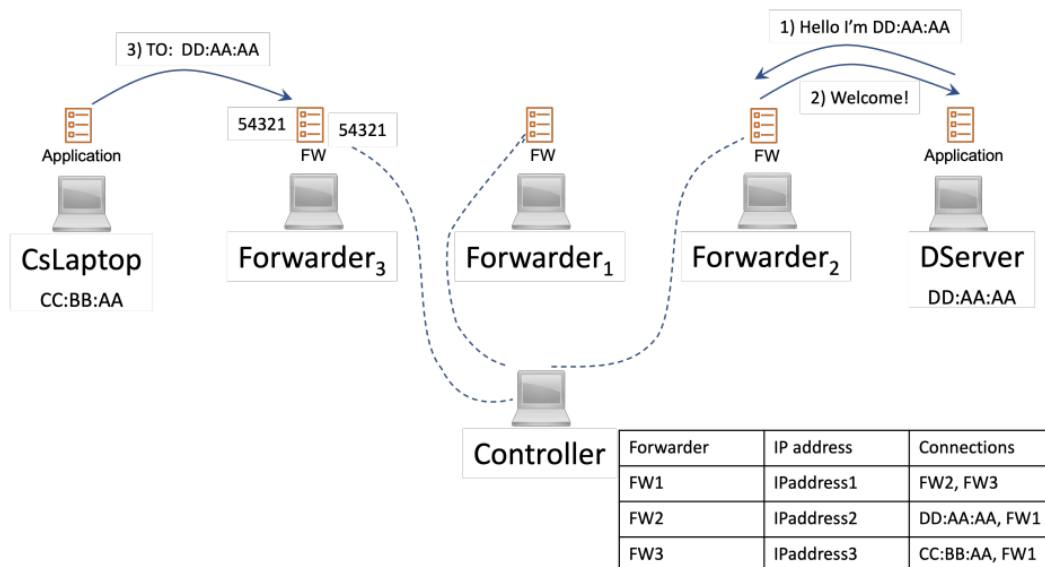 3) TO: DD:AA:AA
1) Hello I'm DD:AA:AA
2) Welcome!
54321
54321
Application
FW
FW
FW
Application
CsLaptop
CC:BB:AA
Forwarder3
Forwarder1
Forwarder2
DServer
DD:AA:AA
Controller
Forwarder IP address Connections
FW1 IPaddress1 FW2, FW3
FW2 IPaddress2 DD:AA:AA, FW1
FW3 IPaddress3 CC:BB:AA, FW1